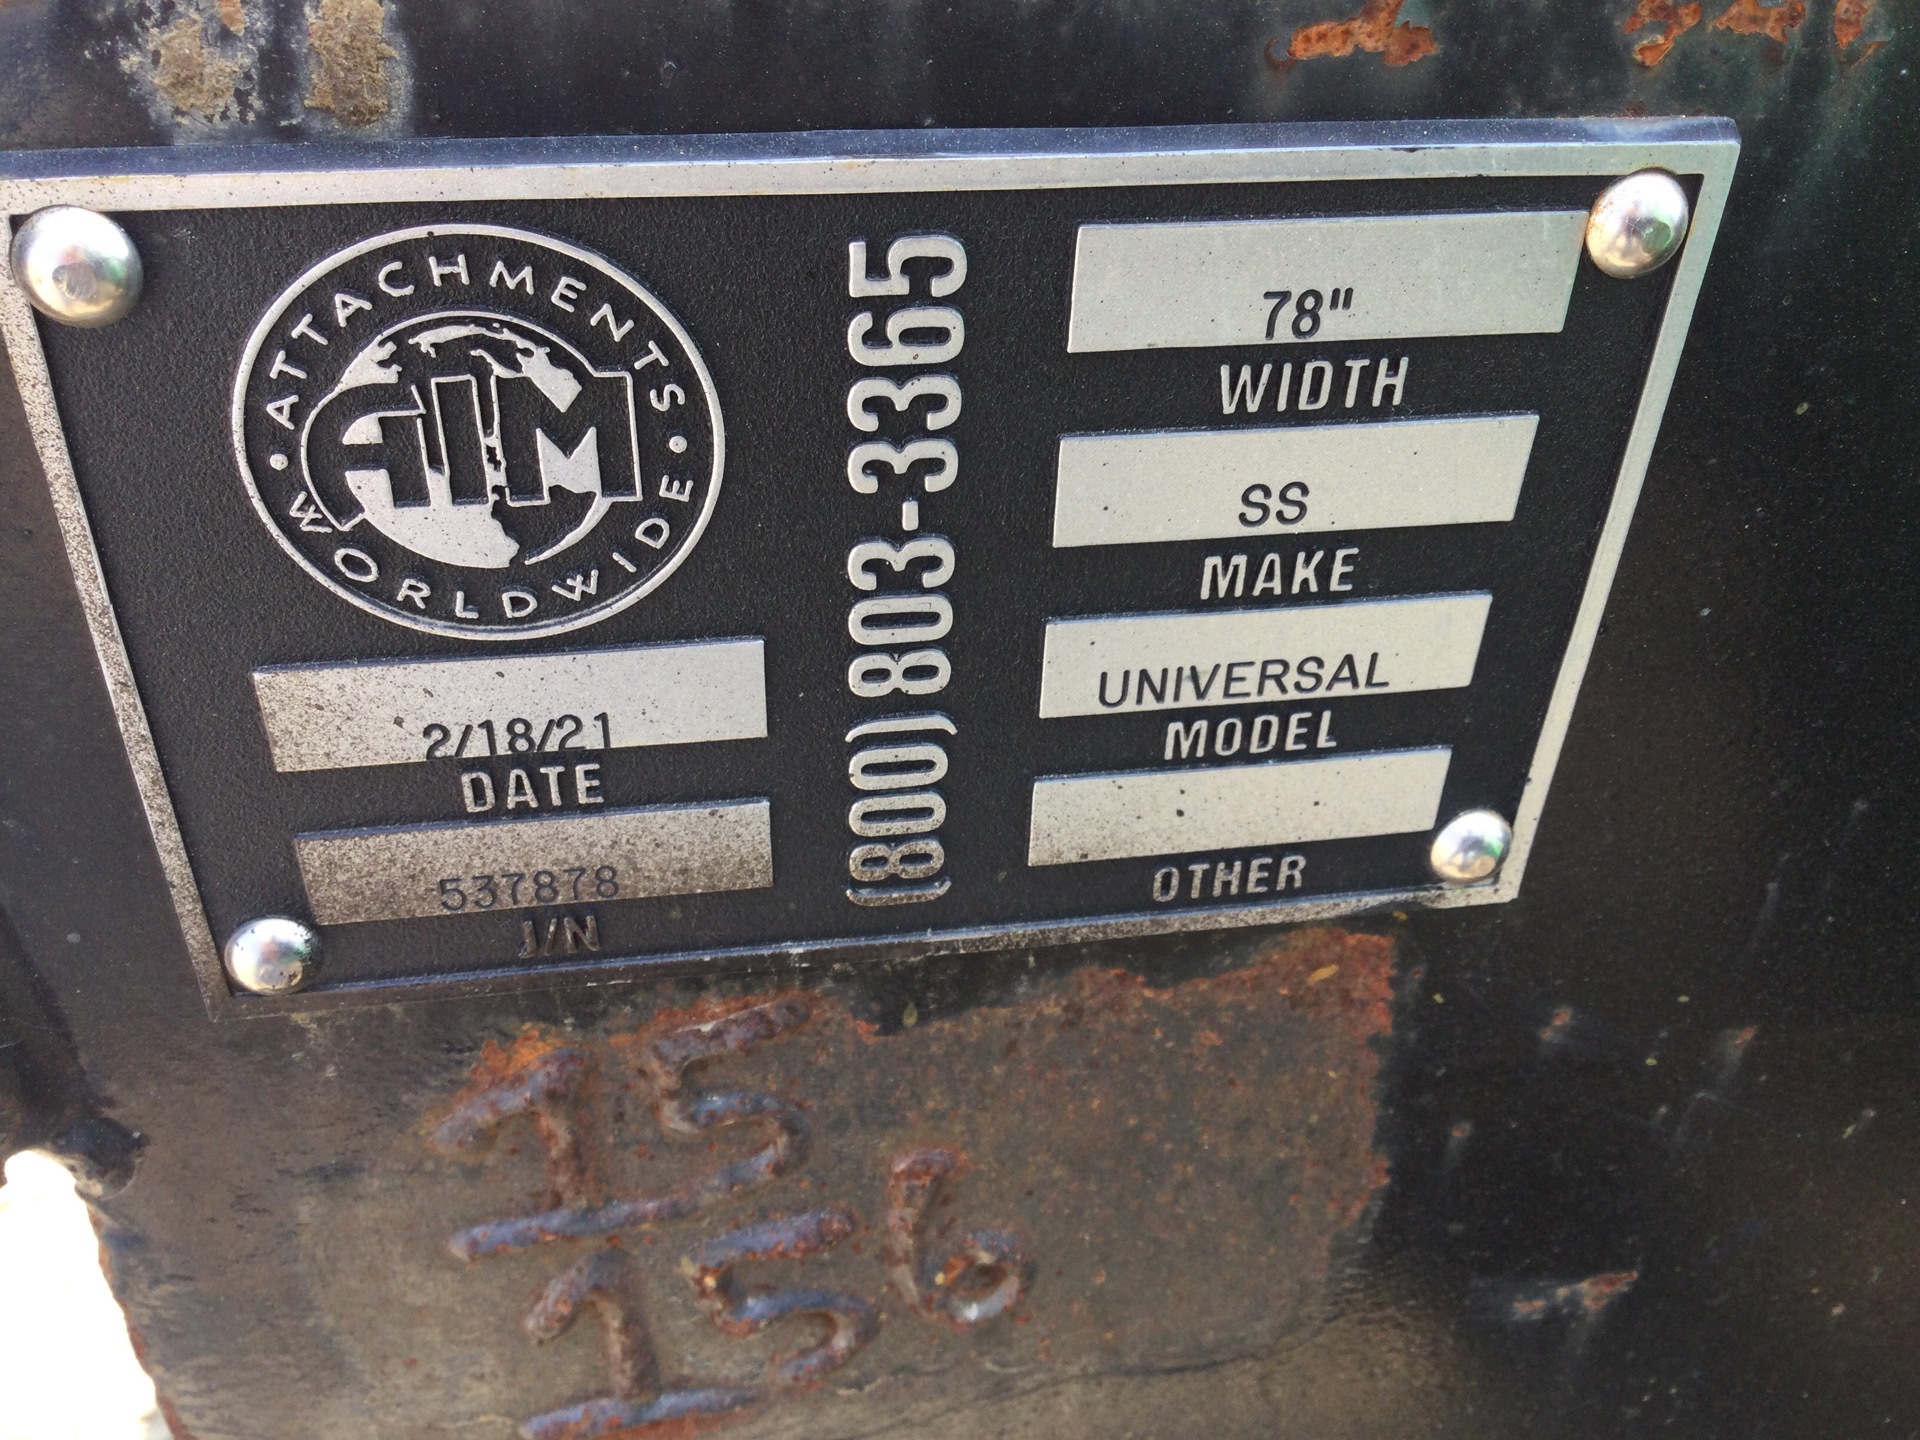 ATTACHMENTS
AIM
WORLDWIDE
2/18/21
DATE
537878
J/N
(800) 803-3365
78"
WIDTH
SS
MAKE
UNIVERSAL
MODEL
OTHER
15
156